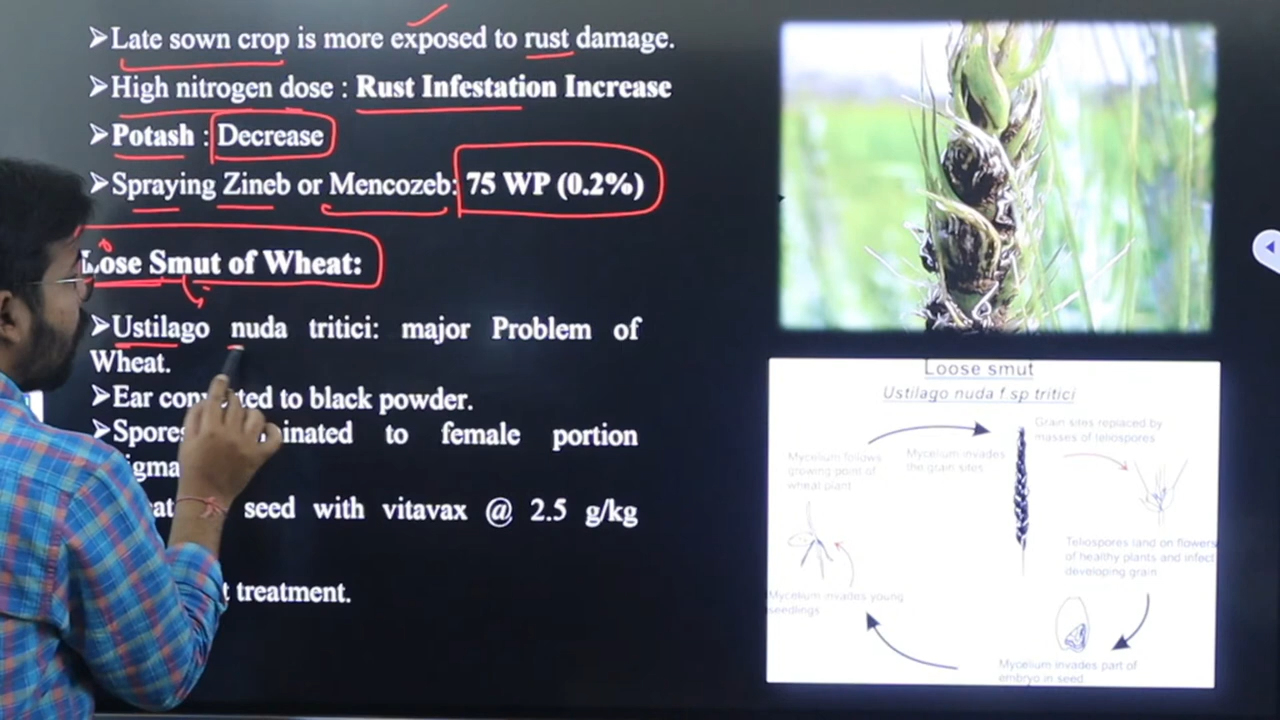 ➤Late sown crop is more exposed to rust damage.
➤High nitrogen dose : Rust Infestation Increase
➤Potash : Decrease
➤Spraying Zineb or Mencozeb: 75 WP (0.2%)
Lose Smut of Wheat:
➤Ustilago nuda tritici: major Problem of
Wheat.
➤Ear to black powder.
➤Spores to female portion
seed with vitavax @ 2.5 g/kg
treatment.
Loose smut
Ustilago nuda f sp tritici
Grain sites replaced by
masses of teliospores
Mycelium follows
growing point of
wheat plant
Mycelium invades
the grain sites
Teliospores land on flowers
of healthy plants and infect
developing grain
Mycelium invades young
seedlings
Mycelium invades part of
embryo in seed